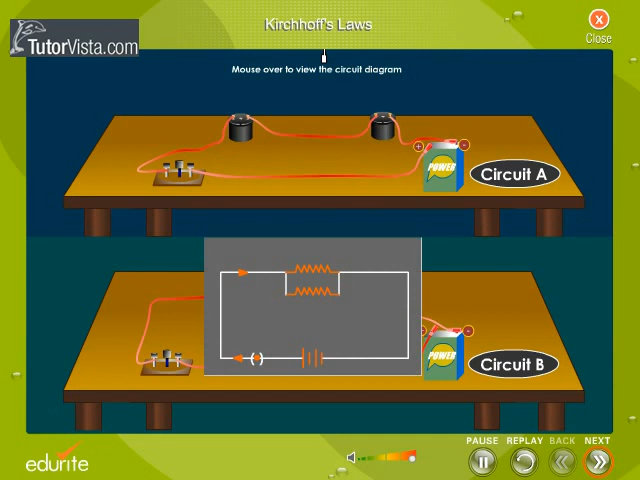 Kirchhoff's Laws
Close
TutorVista.com
Mouse over to view the circuit diagram
+ -
POWER
Circuit A
-
POWER
Circuit B
PAUSE REPLAY BACK NEXT
edurite